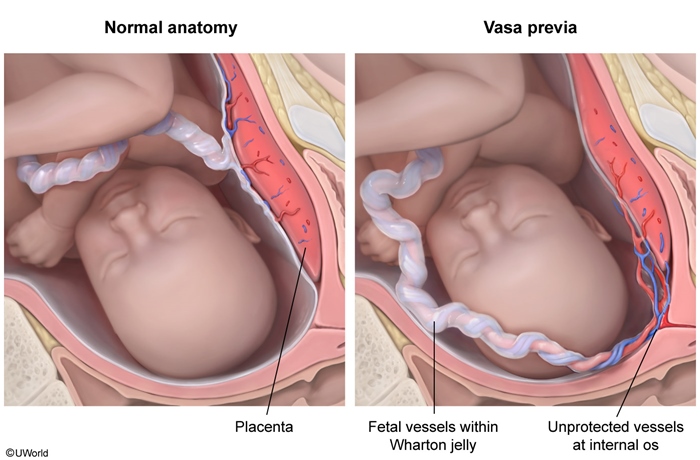 Normal anatomy
Vasa previa
Placenta
Fetal vessels within
Wharton jelly
Unprotected vessels
at internal os
©UWorld